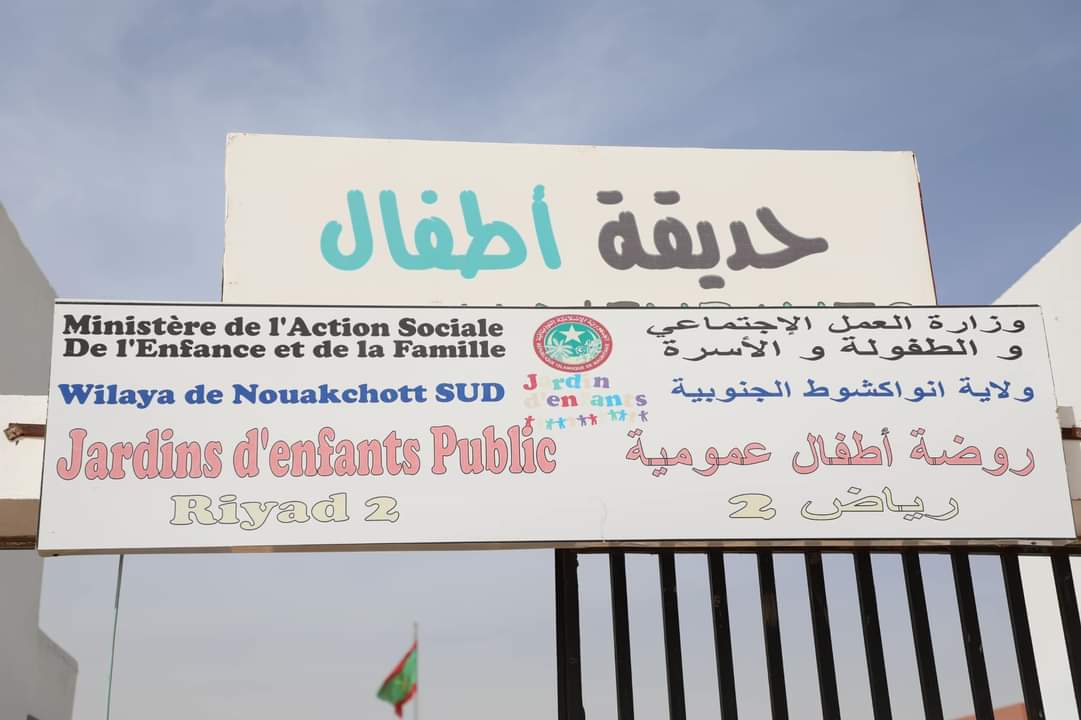 حديقة أطفال
Ministère de l'Action Sociale
De l'Enfance et de la Famille
Wilaya de Nouakchott SUD
Jardins d'enfants Public
Riyad 2
Jardin
d'enfants
وزارة العمل الإجتماعي
و الطفولة و الأسرة
ولاية انواكشوط الجنوبية
روضة أطفال عمومية
رياض 2